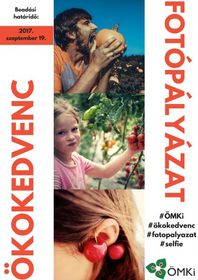 Beadási
határidő:
2017.
szeptember 19.
ÖKOKEDVENC
FOTÓPÁLYÁZAT
#ÖMKi
#ökokedvenc
#fotopalyazat
#selfie
ÖMKi